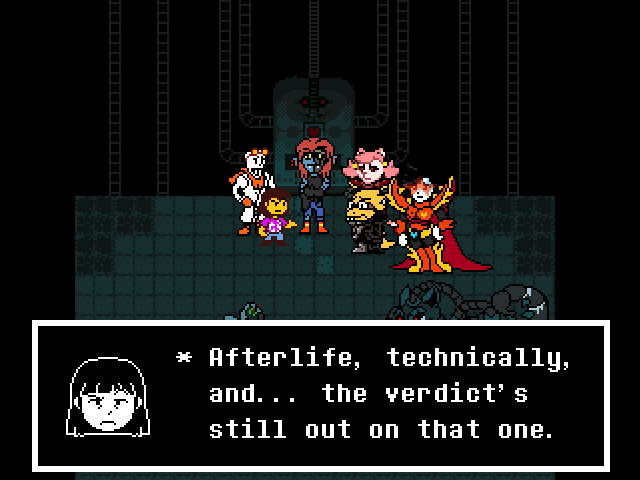 * Afterlife, technically,
and... the verdict's
still out on that one.